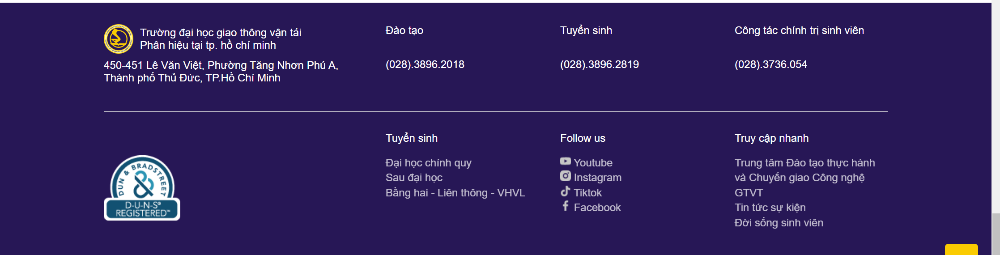 Trường đại học giao thông vận tải
Phân hiệu tại tp. hồ chí minh
450-451 Lê Văn Việt, Phường Tăng Nhơn Phú A,
Thành phố Thủ Đức, TP.Hồ Chí Minh
Đào tạo
(028).3896.2018
Tuyển sinh
(028).3896.2819
Công tác chính trị sinh viên
(028).3736.054
DUN & BRADSTREET
D-U-N-S®
REGISTERED™
Tuyển sinh
Đại học chính quy
Sau đại học
Bằng hai - Liên thông - VHVL
Follow us
Youtube
Instagram
Tiktok
Facebook
Truy cập nhanh
Trung tâm Đào tạo thực hành
và Chuyển giao Công nghệ
GTVT
Tin tức sự kiện
Đời sống sinh viên